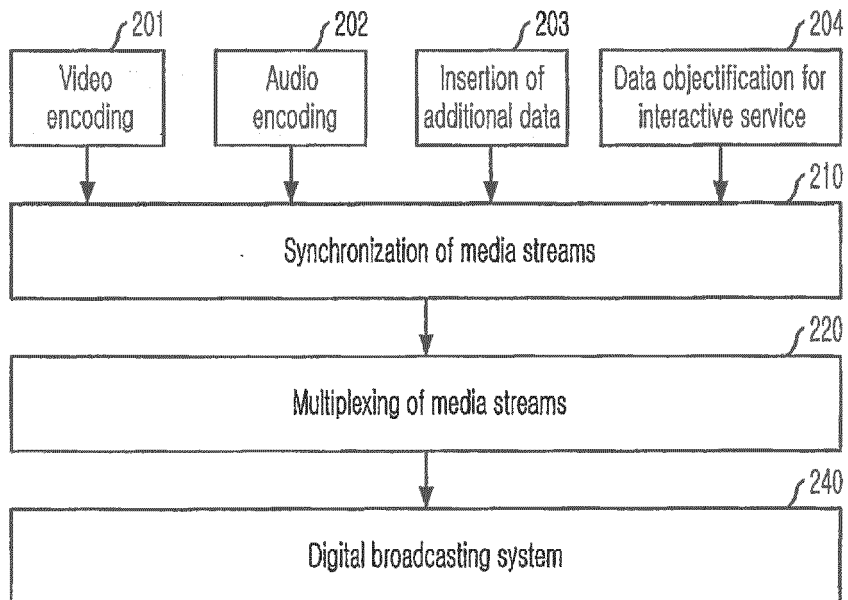 201
202
203
204
Video
encoding
Audio
encoding
Insertion of
additional data
Data objectification for
interactive service
210
Synchronization of media streams
220
Multiplexing of media streams
240
Digital broadcasting system